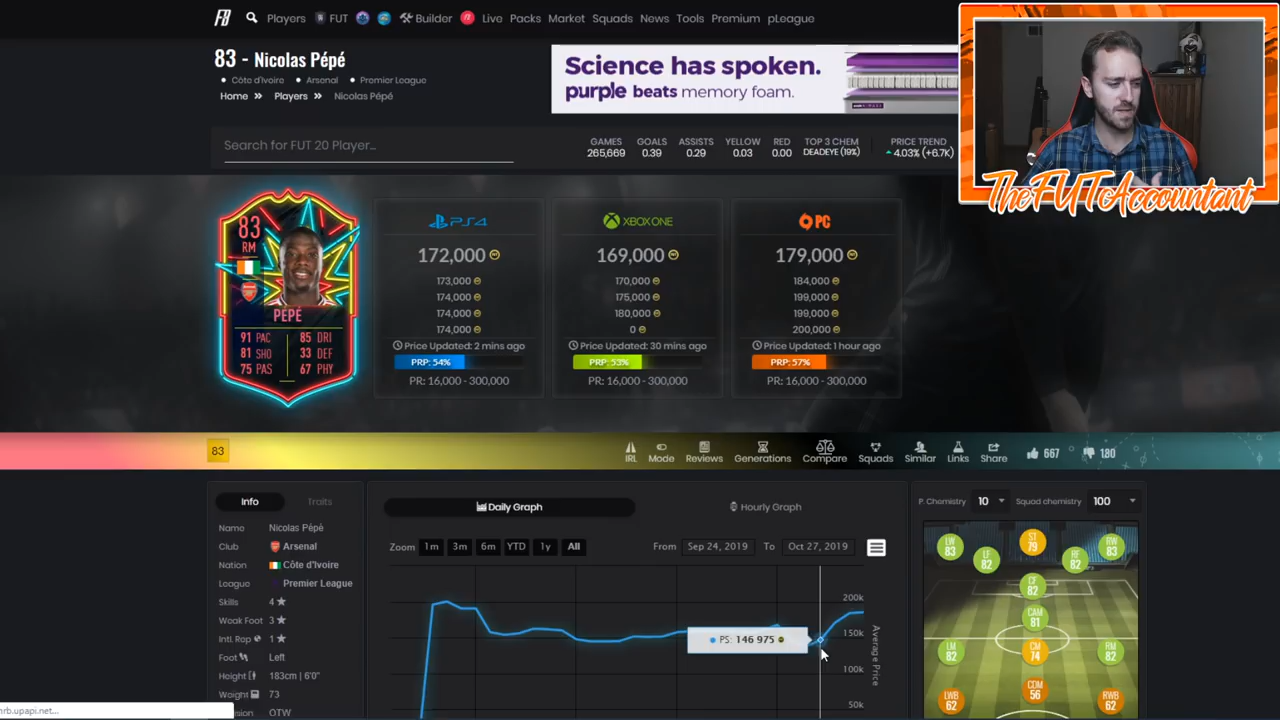 F8 Players FUT Builder Live Packs Market Squads News Tools Premium pLeague
83 - Nicolas Pépé
Côte d'Ivoire Arsenal Premier League
Home » Players » Nicolas Pépé
Science has spoken.
purple beats memory foam.
Search for FUT 20 Player...
GAMES GOALS ASSISTS YELLOW RED TOP 3 CHEM PRICE TREND
265,669 0.39 0.29 0.03 0.00 DEADEYE (19%) 4.03% (+6.7K)
TheFUTAccountant
83
RM
PÉPÉ
91 PAC 85 DRI
81 SHO 33 DEF
75 PAS 67 PHY
PS4
172,000
173,000
174,000
174,000
174,000
Price Updated: 2 mins ago
PRP: 54%
PR: 16,000 - 300,000
XBOX ONE
169,000
170,000
175,000
180,000
0
Price Updated: 30 mins ago
PRP: 53%
PR: 16,000 - 300,000
PC
179,000
184,000
199,000
199,000
200,000
Price Updated: 1 hour ago
PRP: 57%
PR: 16,000 - 300,000
83
IRL Mode Reviews Generations Compare Squads Similar Links Share 667 180
Info Traits
Name Nicolas Pépé
Club Arsenal
Nation Côte d'Ivoire
League Premier League
Skills 4
Weak Foot 3
Intl. Rep 1
Foot Left
Height 183cm | 6'0"
Weight 73
OTW
Daily Graph Hourly Graph
Zoom 1m 3m 6m YTD 1y All From Sep 24, 2019 To Oct 27, 2019
200k
150k
100k
50k
Average Price
PS: 146 975
P. Chemistry 10 Squad chemistry 100
ST 79
LW 83
RW 83
LF 82
RF 82
CF 82
CAM 81
LM 82
CM 74
RM 82
CDM 56
LWB 62
RWB 62